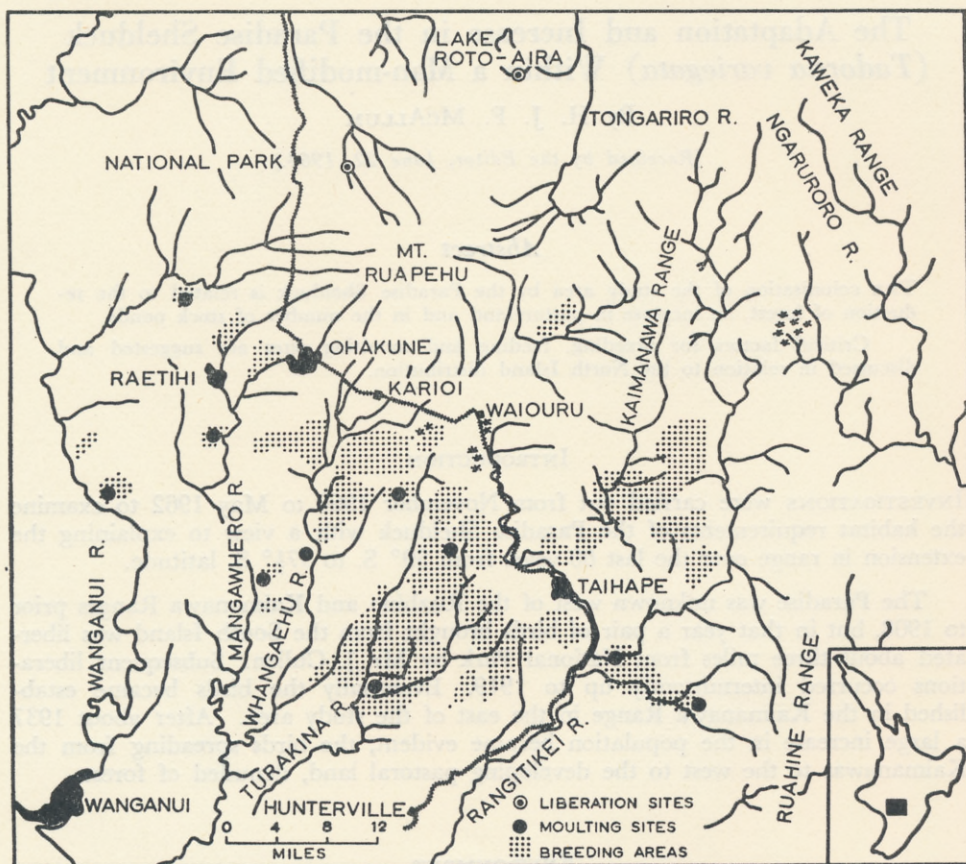 LAKE
ROTO-AIRA
KAWEKA RANGE
TONGARIRO R.
NATIONAL PARK
NGARURORO R.
MT.
RUAPEHU
KAIMANAWA RANGE
OHAKUNE
RAETIHI
KARIOI
WAIOURU
WANGANUI R.
MANGAWHERO R.
WHANGAEHU R.
TAIHAPE
TURAKINA R.
RANGITIKEI R.
RUAHINE RANGE
WANGANUI
HUNTERVILLE
LIBERATION SITES
MOULTING SITES
BREEDING AREAS
0 4 8 12
MILES